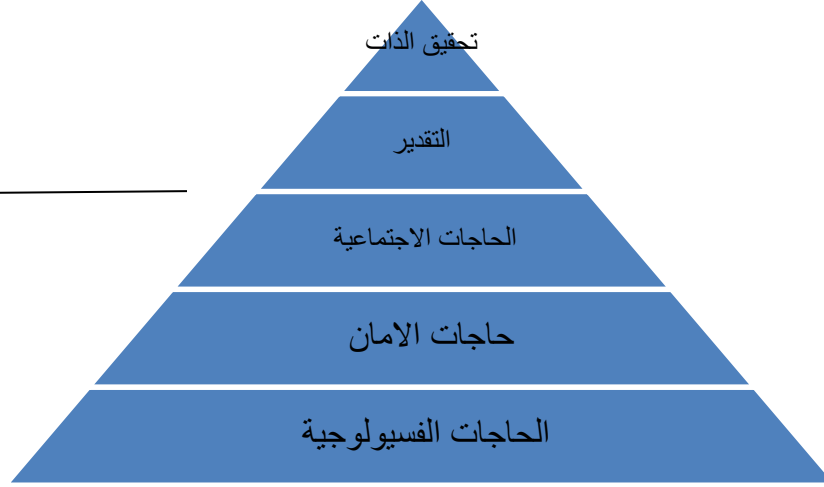 تحقيق الذات
التقدير
الحاجات الاجتماعية
حاجات الامان
الحاجات الفسيولوجية